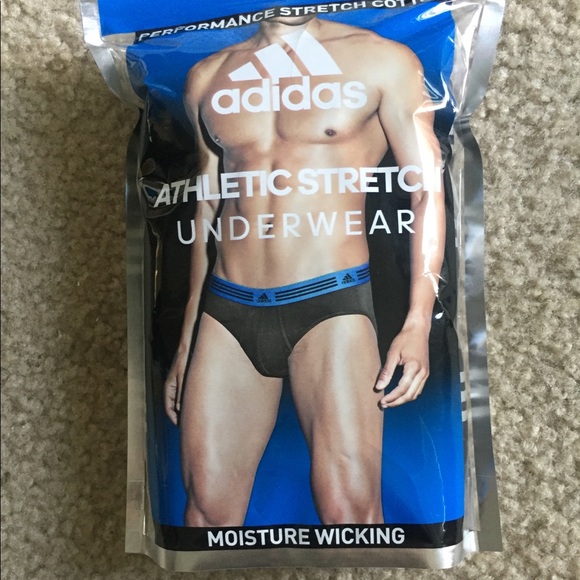 PERFORMANCE STRETCH
adidas
ATHLETIC STRETCH
UNDERWEAR
MOISTURE WICKING